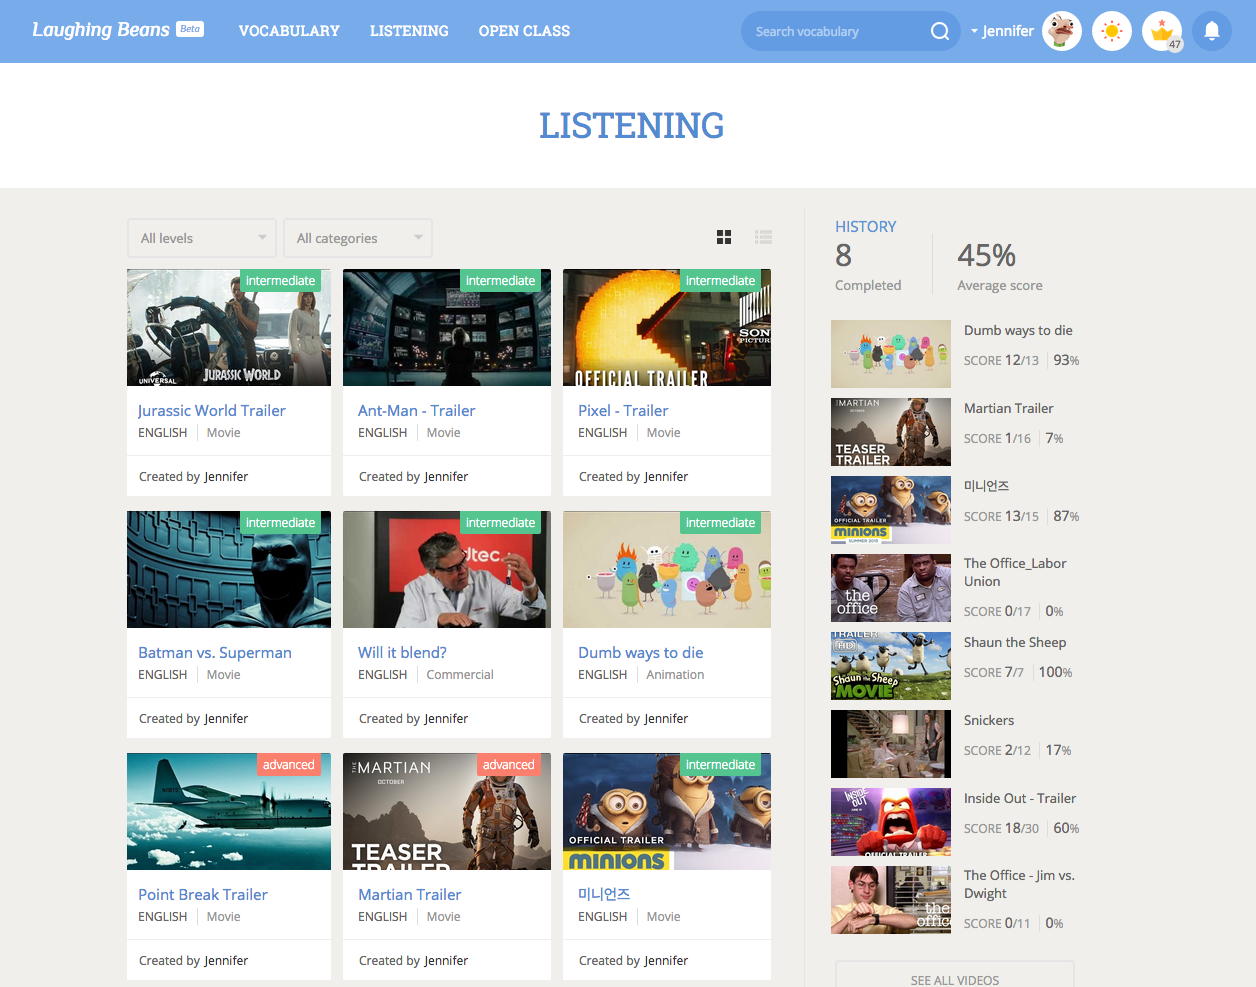 Laughing Beans Beta
VOCABULARY
LISTENING
OPEN CLASS
Search vocabulary
Jennifer
47
LISTENING
All levels
All categories
intermediate
JURASSIC WORLD
UNIVERSAL
Jurassic World Trailer
ENGLISH Movie
Created by Jennifer
intermediate
Ant-Man - Trailer
ENGLISH Movie
Created by Jennifer
intermediate
SONY
PICTURE
OFFICIAL TRAILER
Pixel - Trailer
ENGLISH Movie
Created by Jennifer
intermediate
Batman vs. Superman
ENGLISH Movie
Created by Jennifer
intermediate
dtec.
Will it blend?
ENGLISH Commercial
Created by Jennifer
intermediate
Dumb ways to die
ENGLISH Animation
Created by Jennifer
advanced
Point Break Trailer
ENGLISH Movie
Created by Jennifer
advanced
THE MARTIAN
OCTOBER
TEASER
TRAILER
Martian Trailer
ENGLISH Movie
Created by Jennifer
intermediate
OFFICIAL TRAILER
minions
미니언즈
ENGLISH Movie
Created by Jennifer
HISTORY
8
Completed
45%
Average score
Dumb ways to die
SCORE 12/13 93%
MARTIAN
OCTOBER
TEASER
TRAILER
Martian Trailer
SCORE 1/16 7%
OFFICIAL TRAILER
minions
SUMMER 2015
미니언즈
SCORE 13/15 87%
the
office
The Office_Labor
Union
SCORE 0/17 0%
TRAILER
HD
Shaun the Sheep
MOVIE
Shaun the Sheep
SCORE 7/7 100%
Snickers
SCORE 2/12 17%
INSIDE
OUT
OFFICIAL TRAILER
Inside Out - Trailer
SCORE 18/30 60%
the
office
The Office - Jim vs.
Dwight
SCORE 0/11 0%
SEE ALL VIDEOS